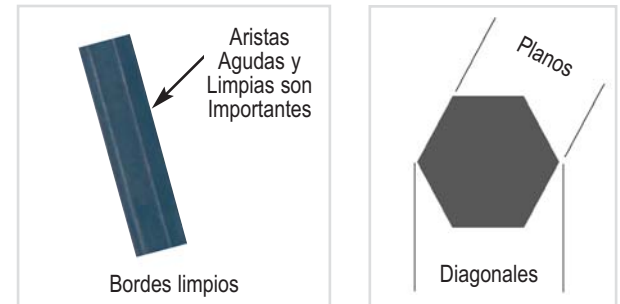 Aristas
Agudas y
Limpias son
Importantes
Bordes limpios
Planos
Diagonales